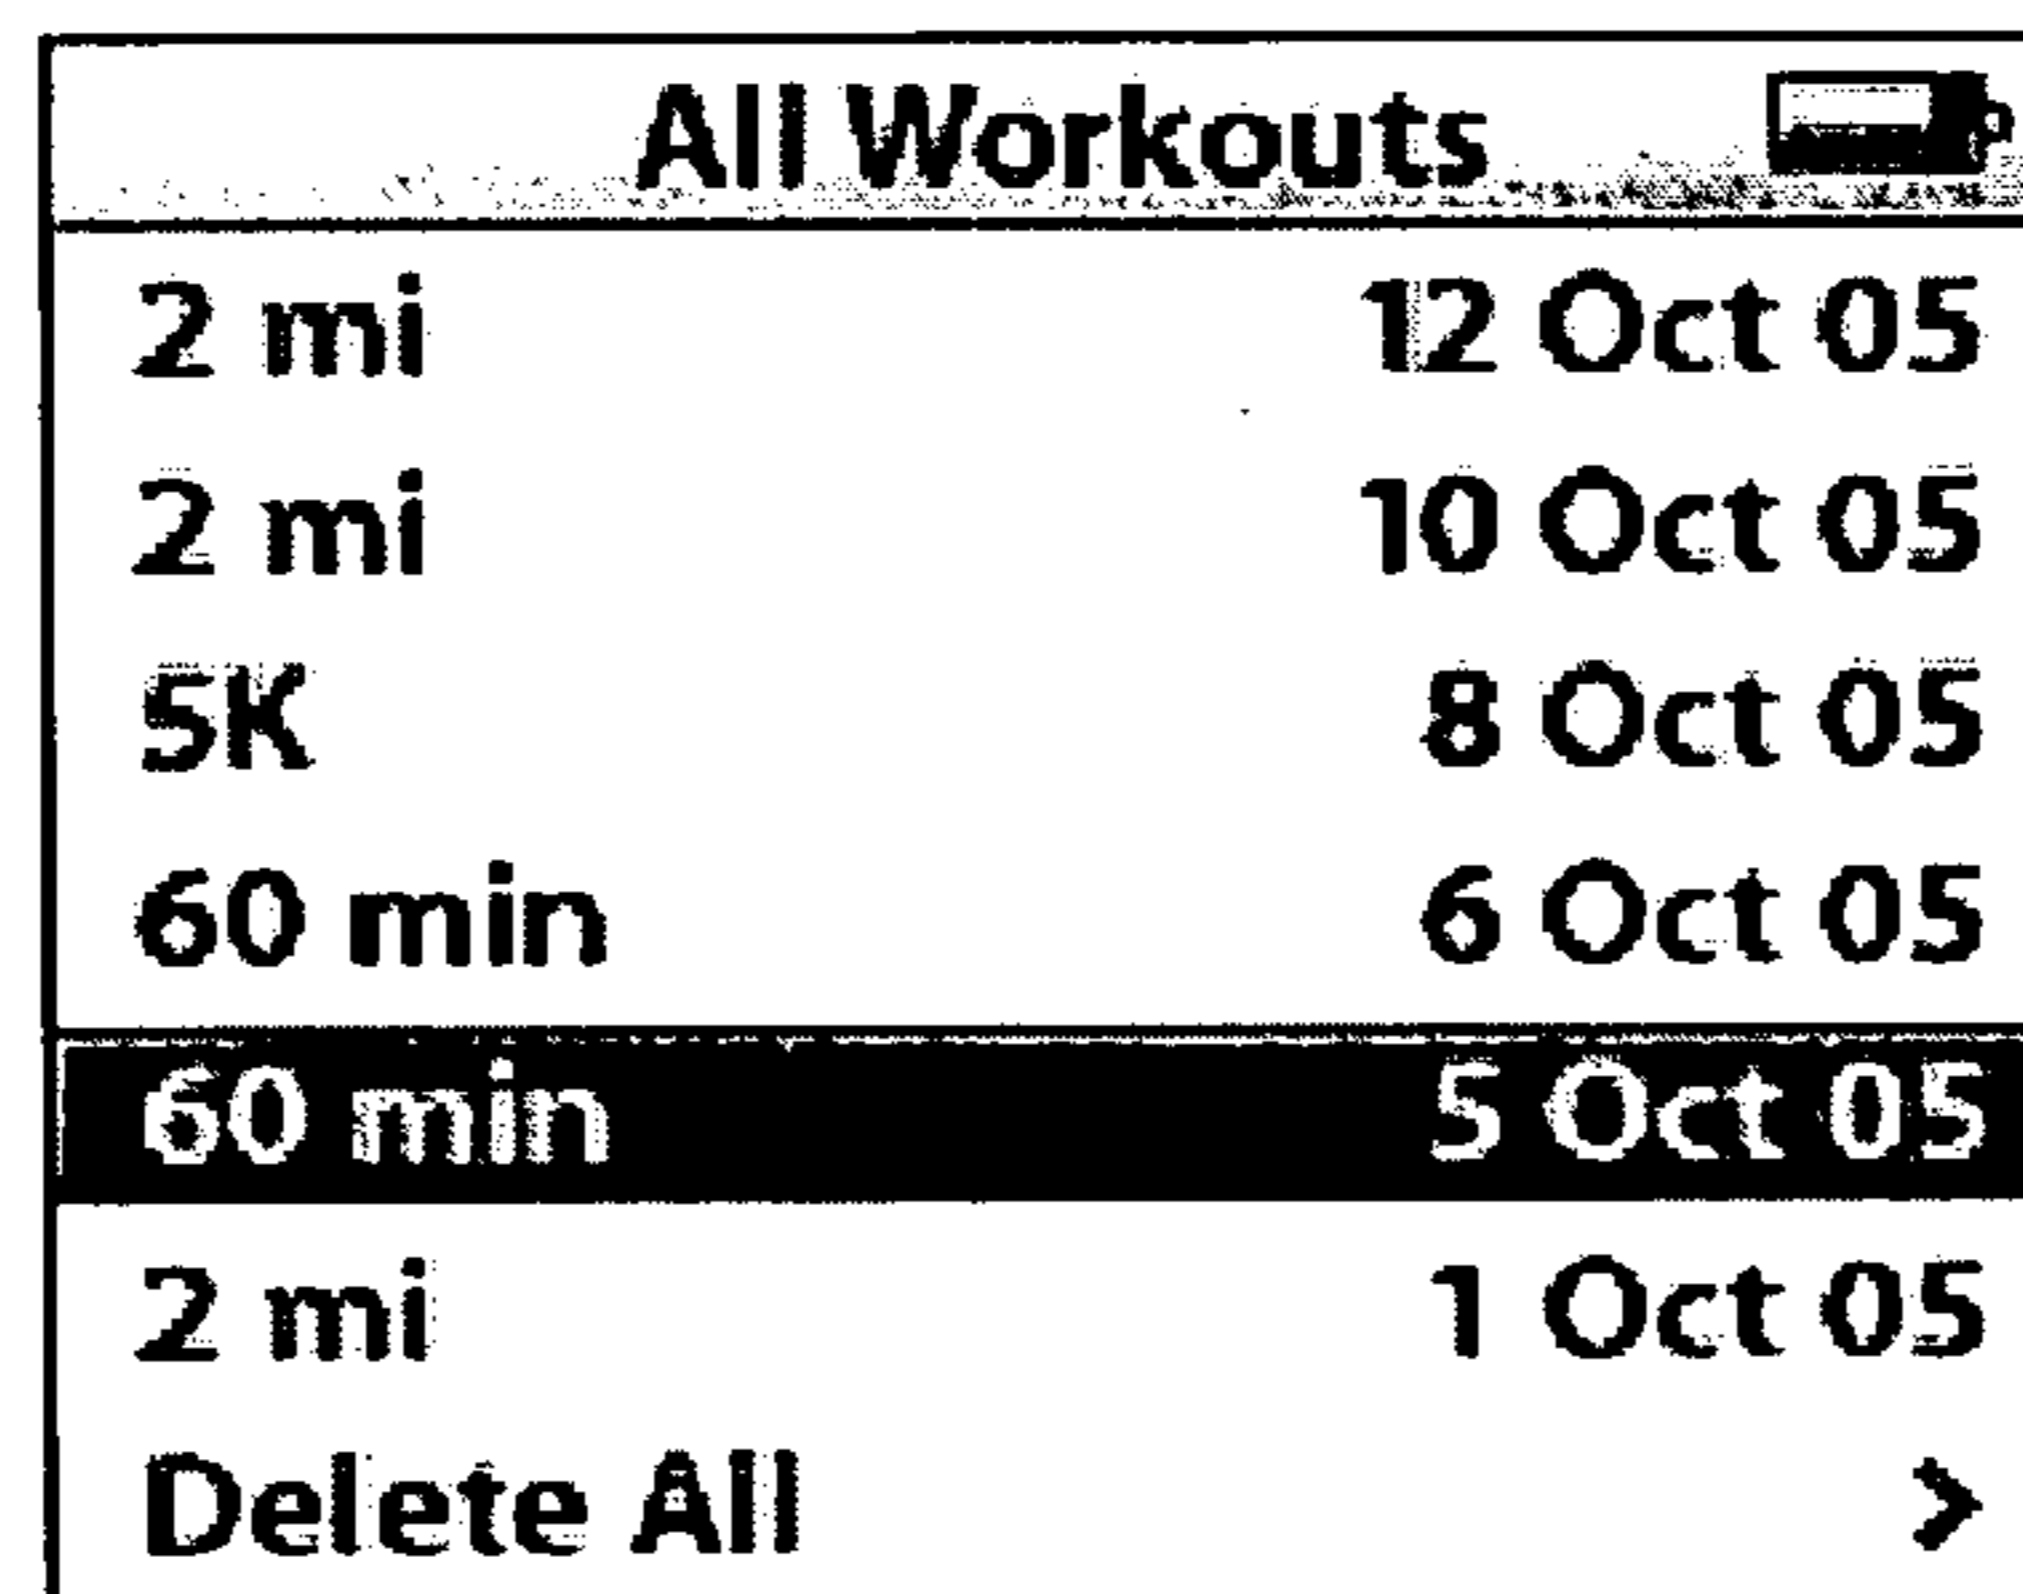 All Workouts
2 mi 12 Oct 05
2 mi 10 Oct 05
5K 8 Oct 05
60 min 6 Oct 05
60 min 5 Oct 05
2 mi 1 Oct 05
Delete All >